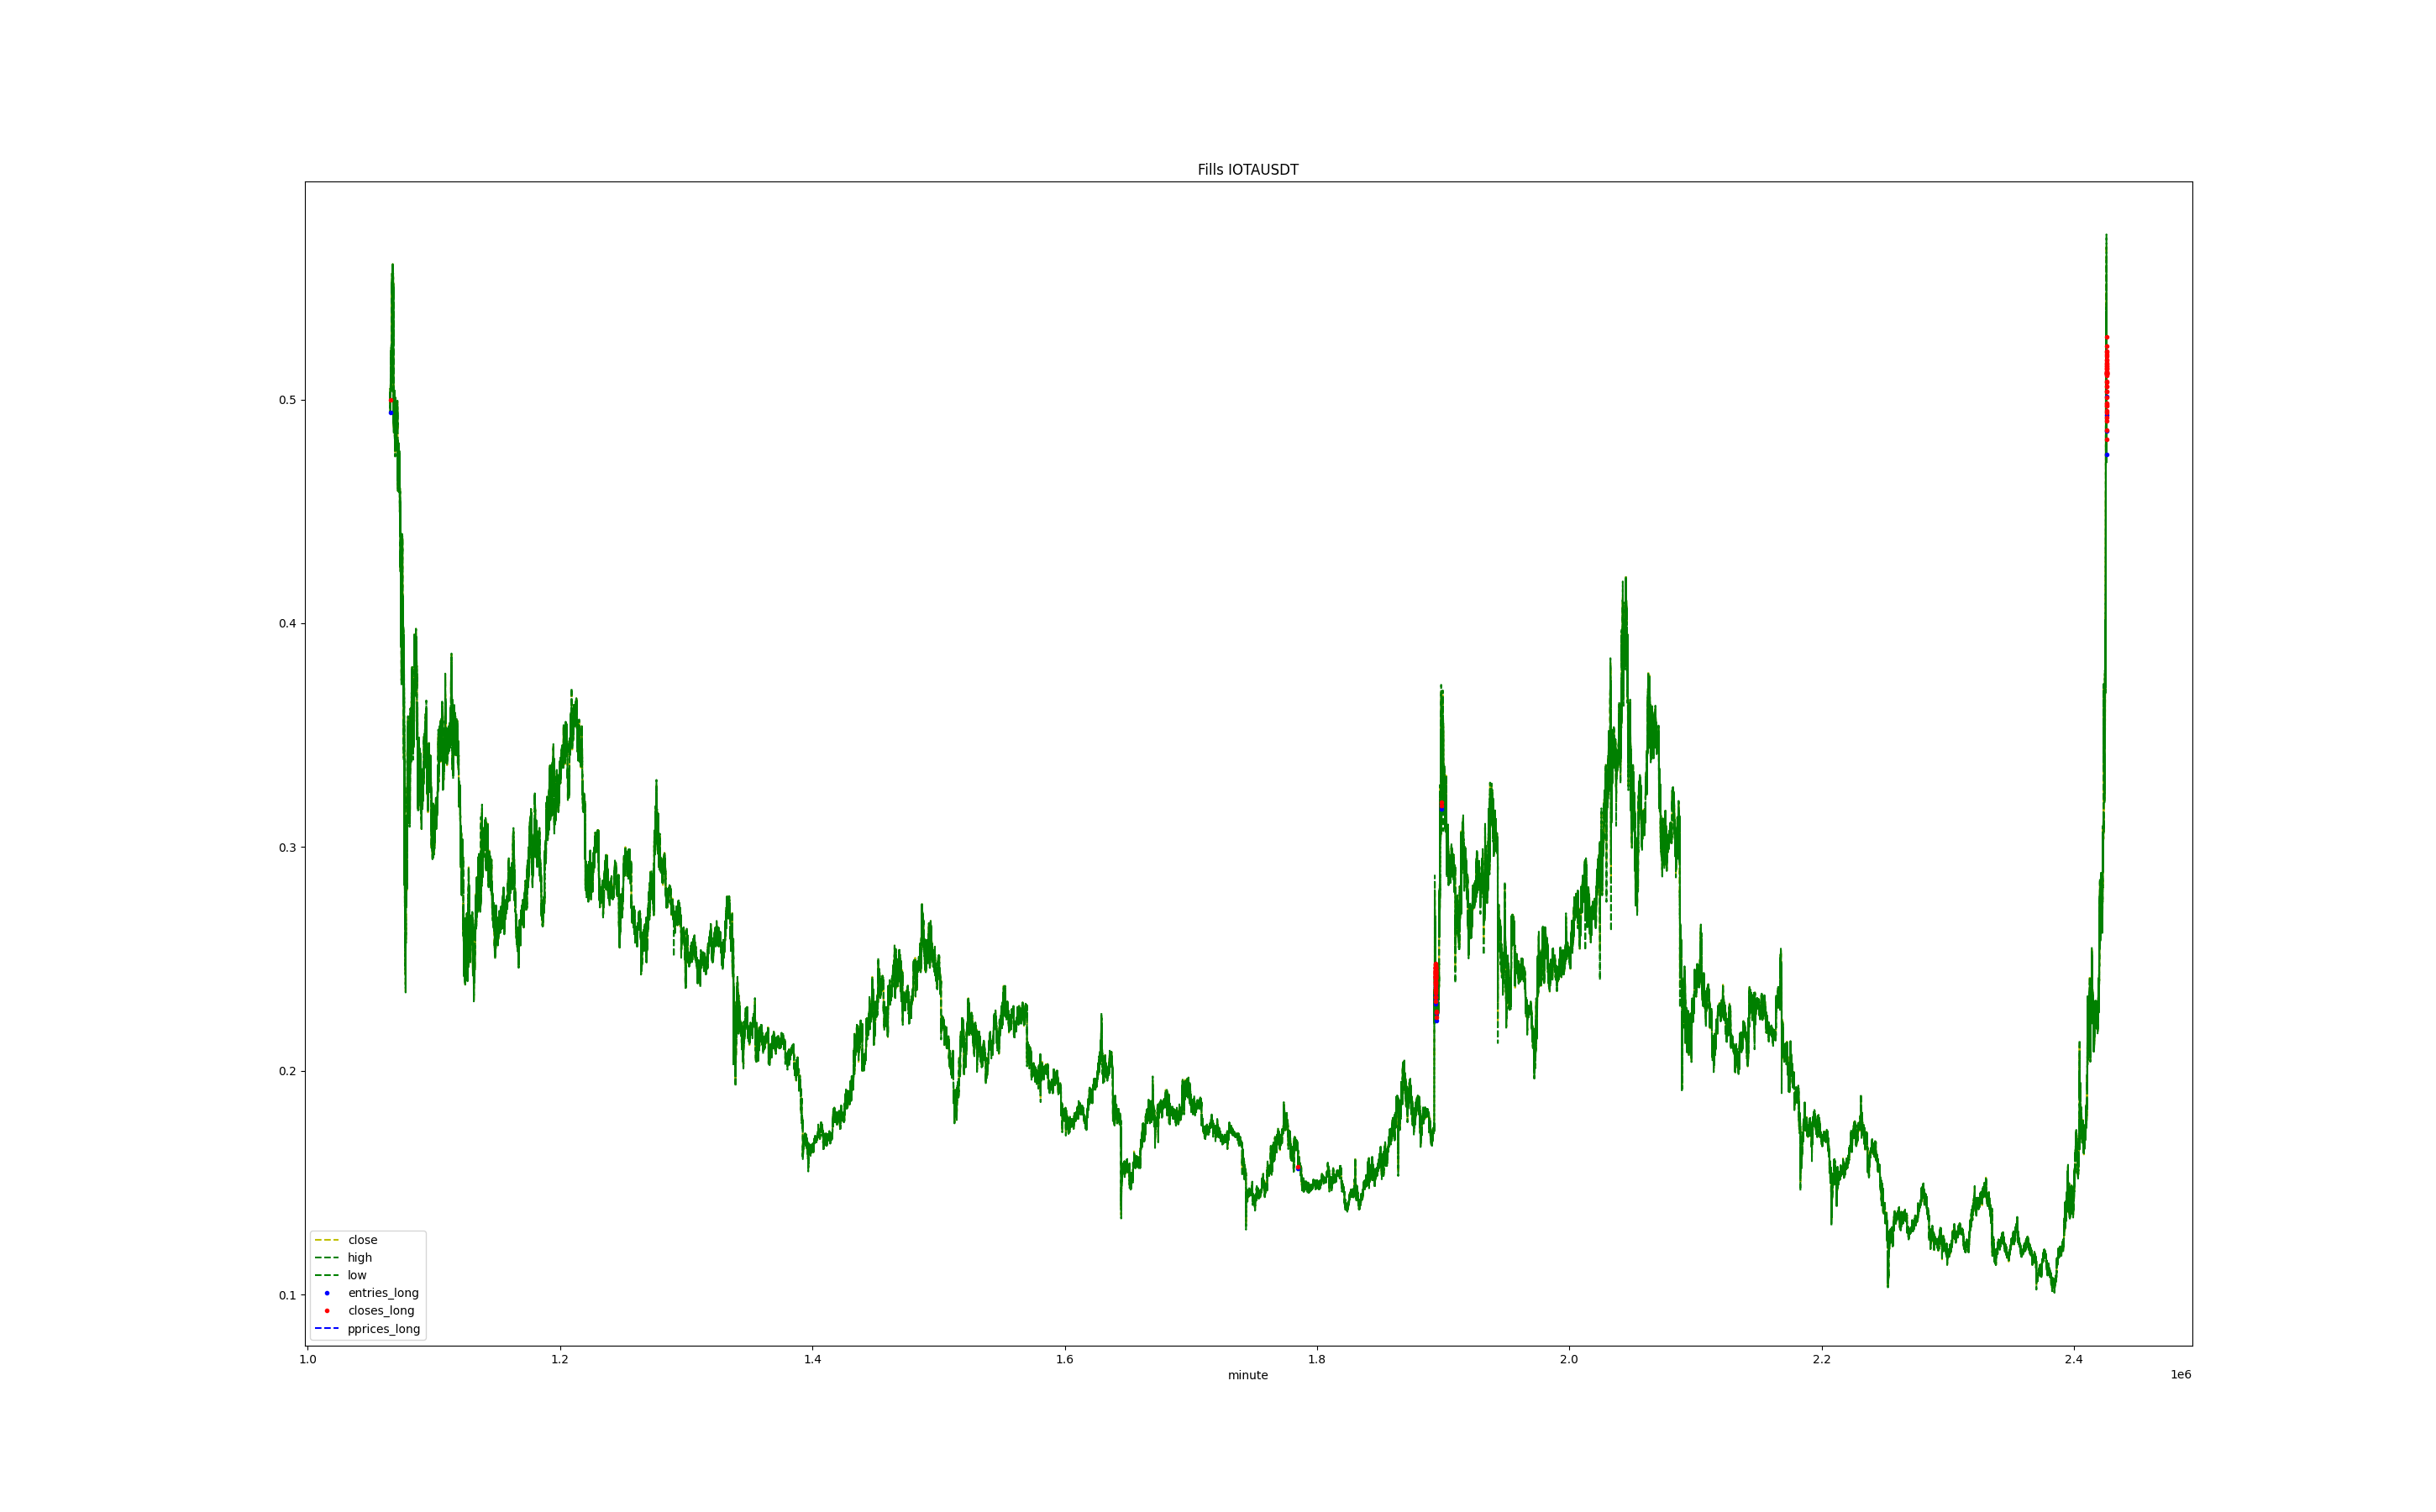 Fills IOTAUSDT
0.5
0.4
0.3
0.2
0.1
close
high
low
entries_long
closes_long
pprices_long
1.0 1.2 1.4 1.6 1.8 2.0 2.2 2.4
1e6
minute